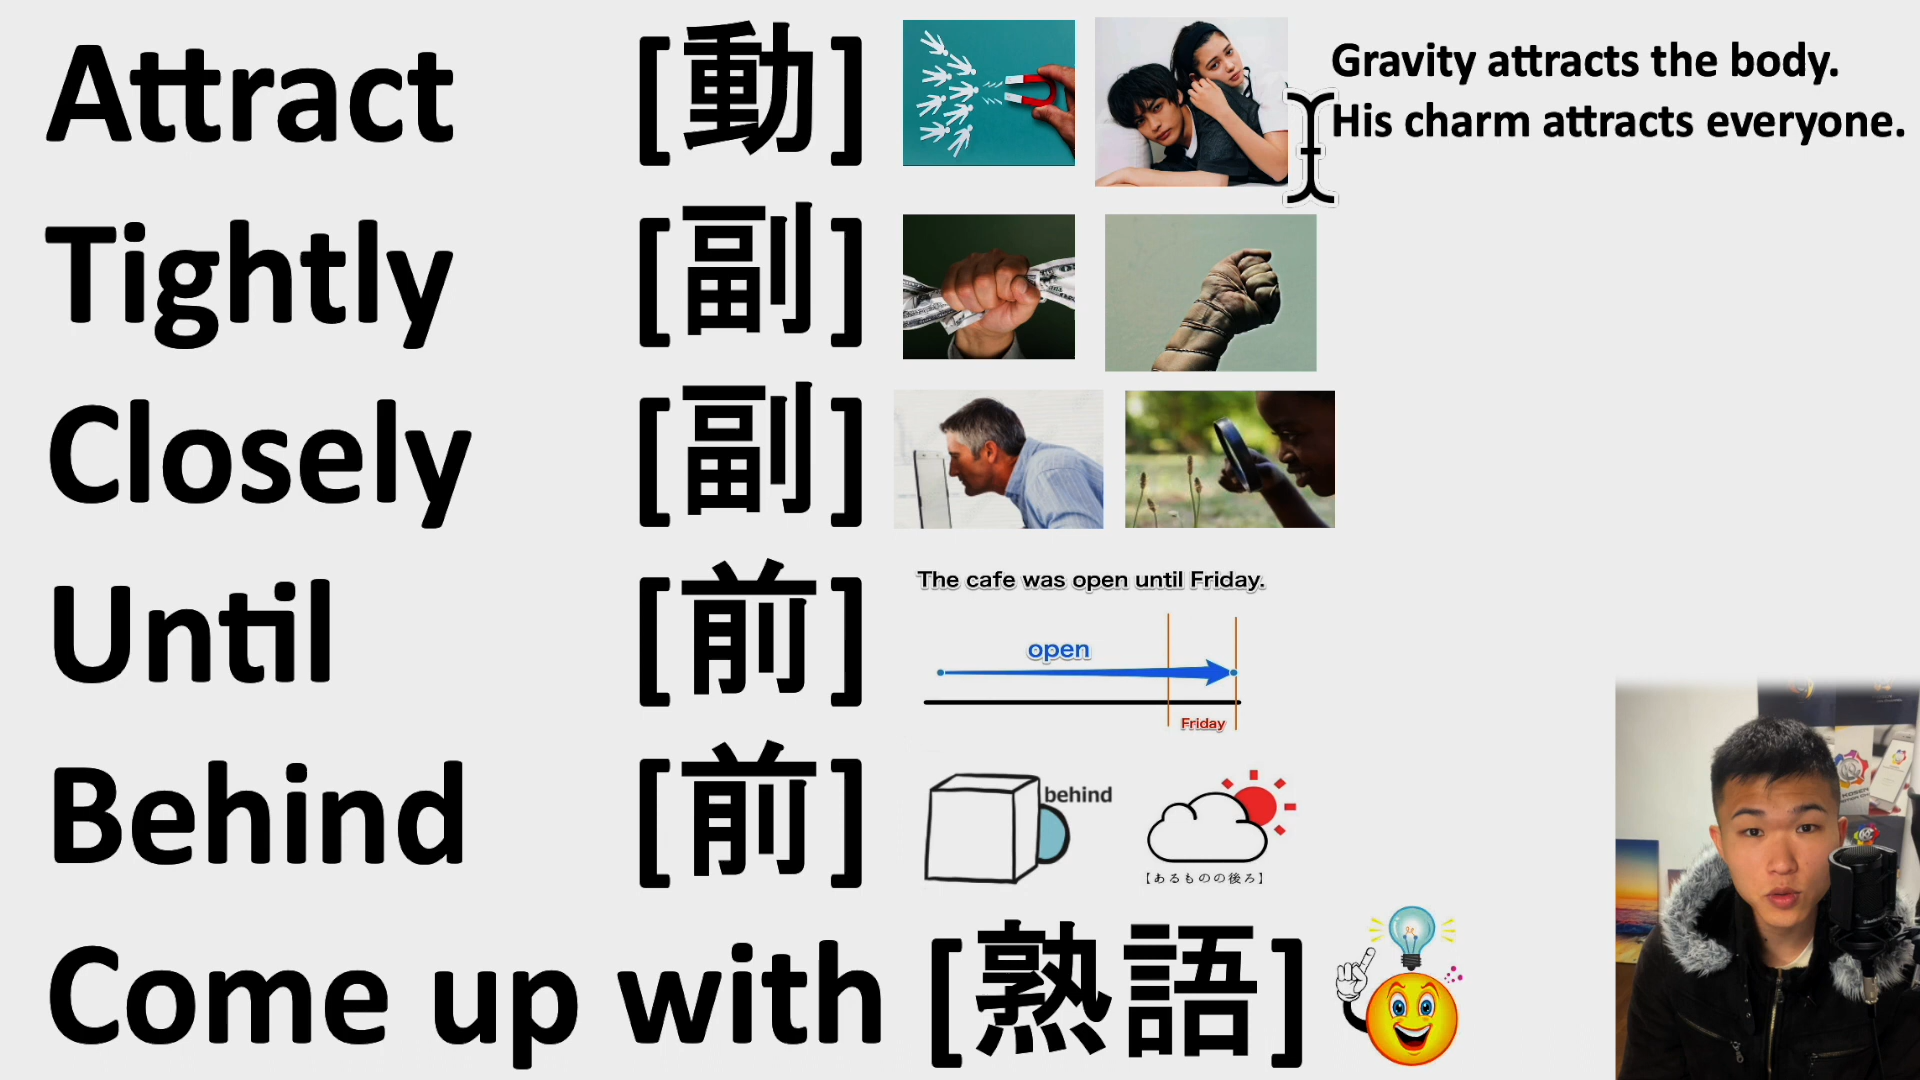 Attract [動]
Gravity attracts the body.
His charm attracts everyone.
Tightly [副]
Closely [副]
Until [前]
The cafe was open until Friday.
open
Friday
Behind [前]
behind
【あるものの後ろ】
Come up with [熟語]